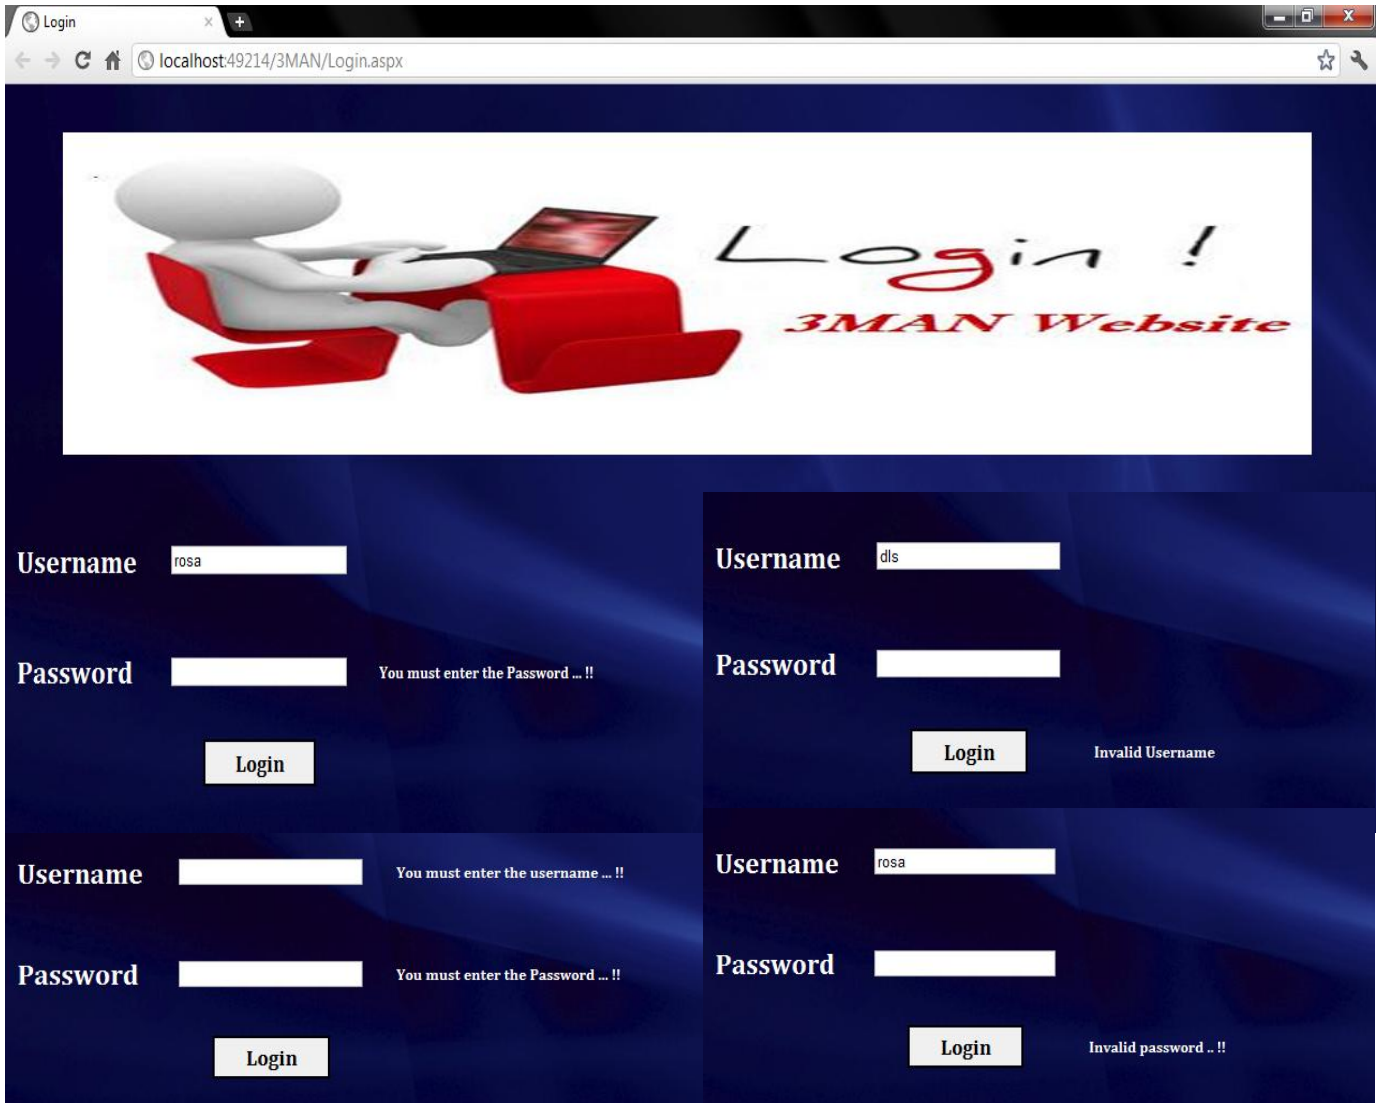 Login
localhost:49214/3MAN/Login.aspx
Login !
3MAN Website
Username rosa
Password You must enter the Password ... !!
Login
Username dls
Password
Login Invalid Username
Username You must enter the username ... !!
Password You must enter the Password ... !!
Login
Username rosa
Password
Login Invalid password .. !!